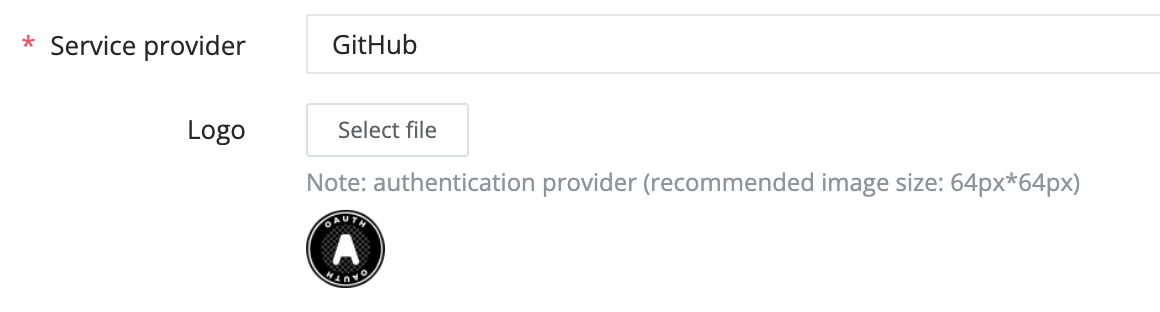 * Service provider
GitHub
Logo
Select file
Note: authentication provider (recommended image size: 64px*64px)
OAUTH
A
OAUTH